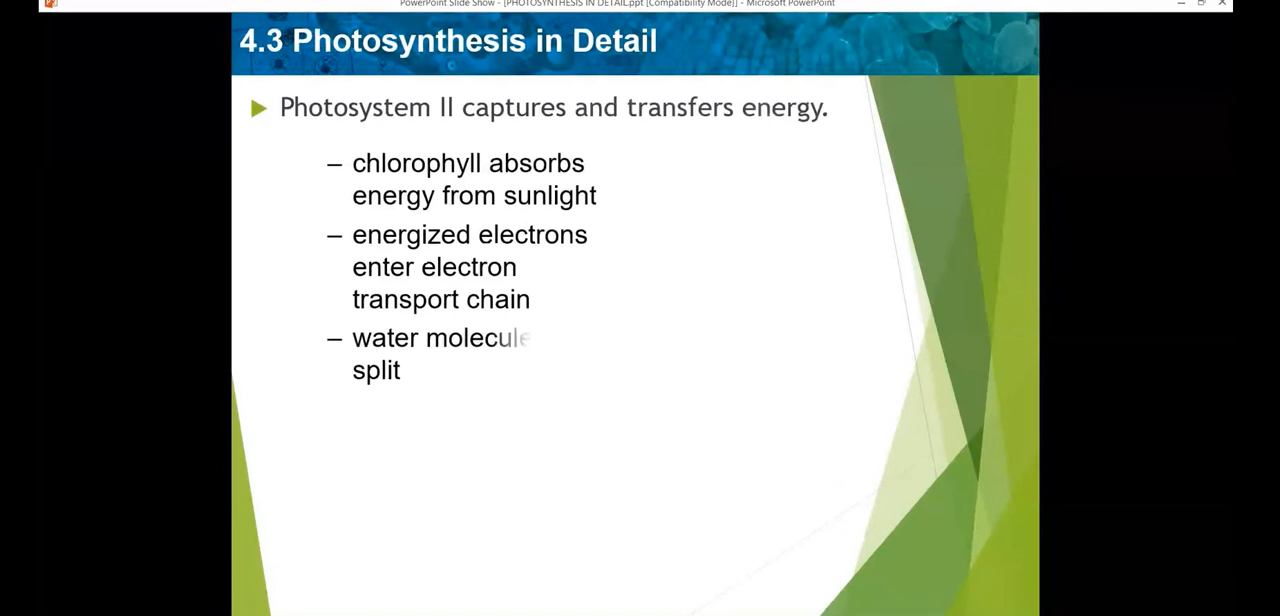 PowerPoint Slide Show - [PHOTOSYNTHESIS IN DETAIL.ppt [Compatibility Mode]] - Microsoft PowerPoint
4.3 Photosynthesis in Detail
Photosystem II captures and transfers energy.
– chlorophyll absorbs
energy from sunlight
– energized electrons
enter electron
transport chain
– water molecule
split